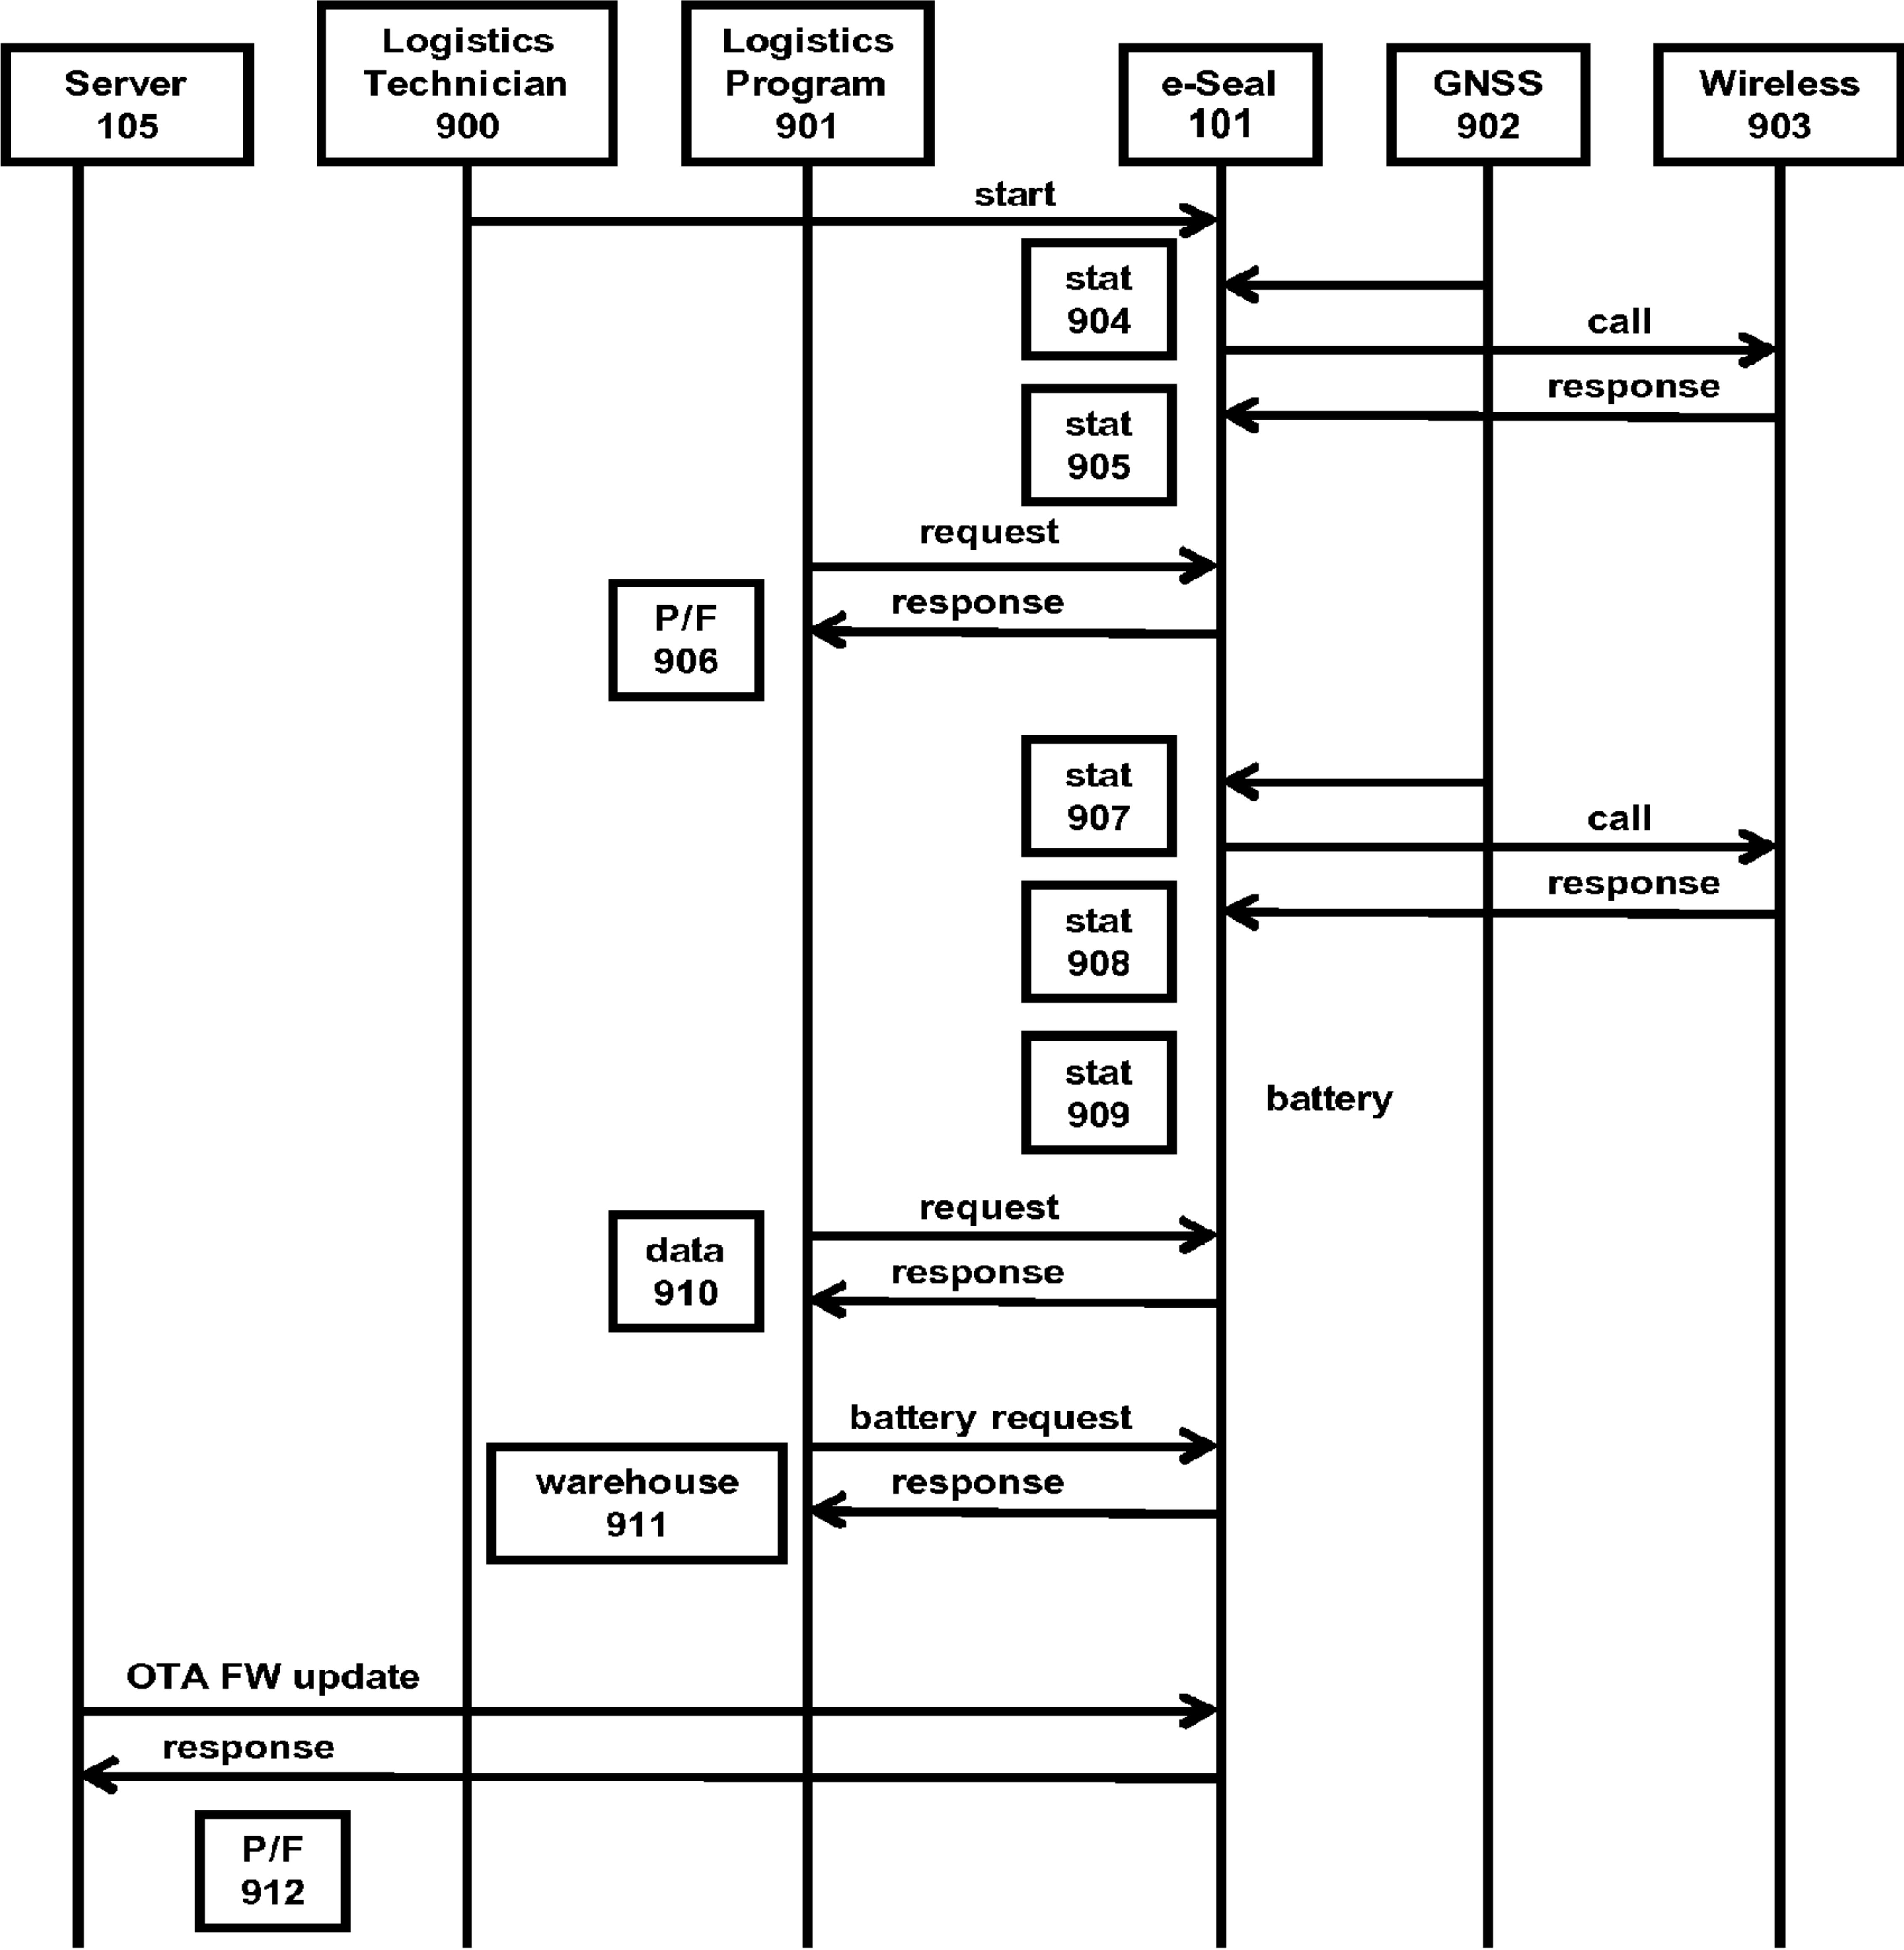 Server
105
Logistics
Technician
900
Logistics
Program
901
e-Seal
101
GNSS
902
Wireless
903
start
stat
904
call
response
stat
905
request
response
P/F
906
stat
907
call
response
stat
908
stat
909
battery
request
data
910
response
battery request
warehouse
911
response
OTA FW update
response
P/F
912